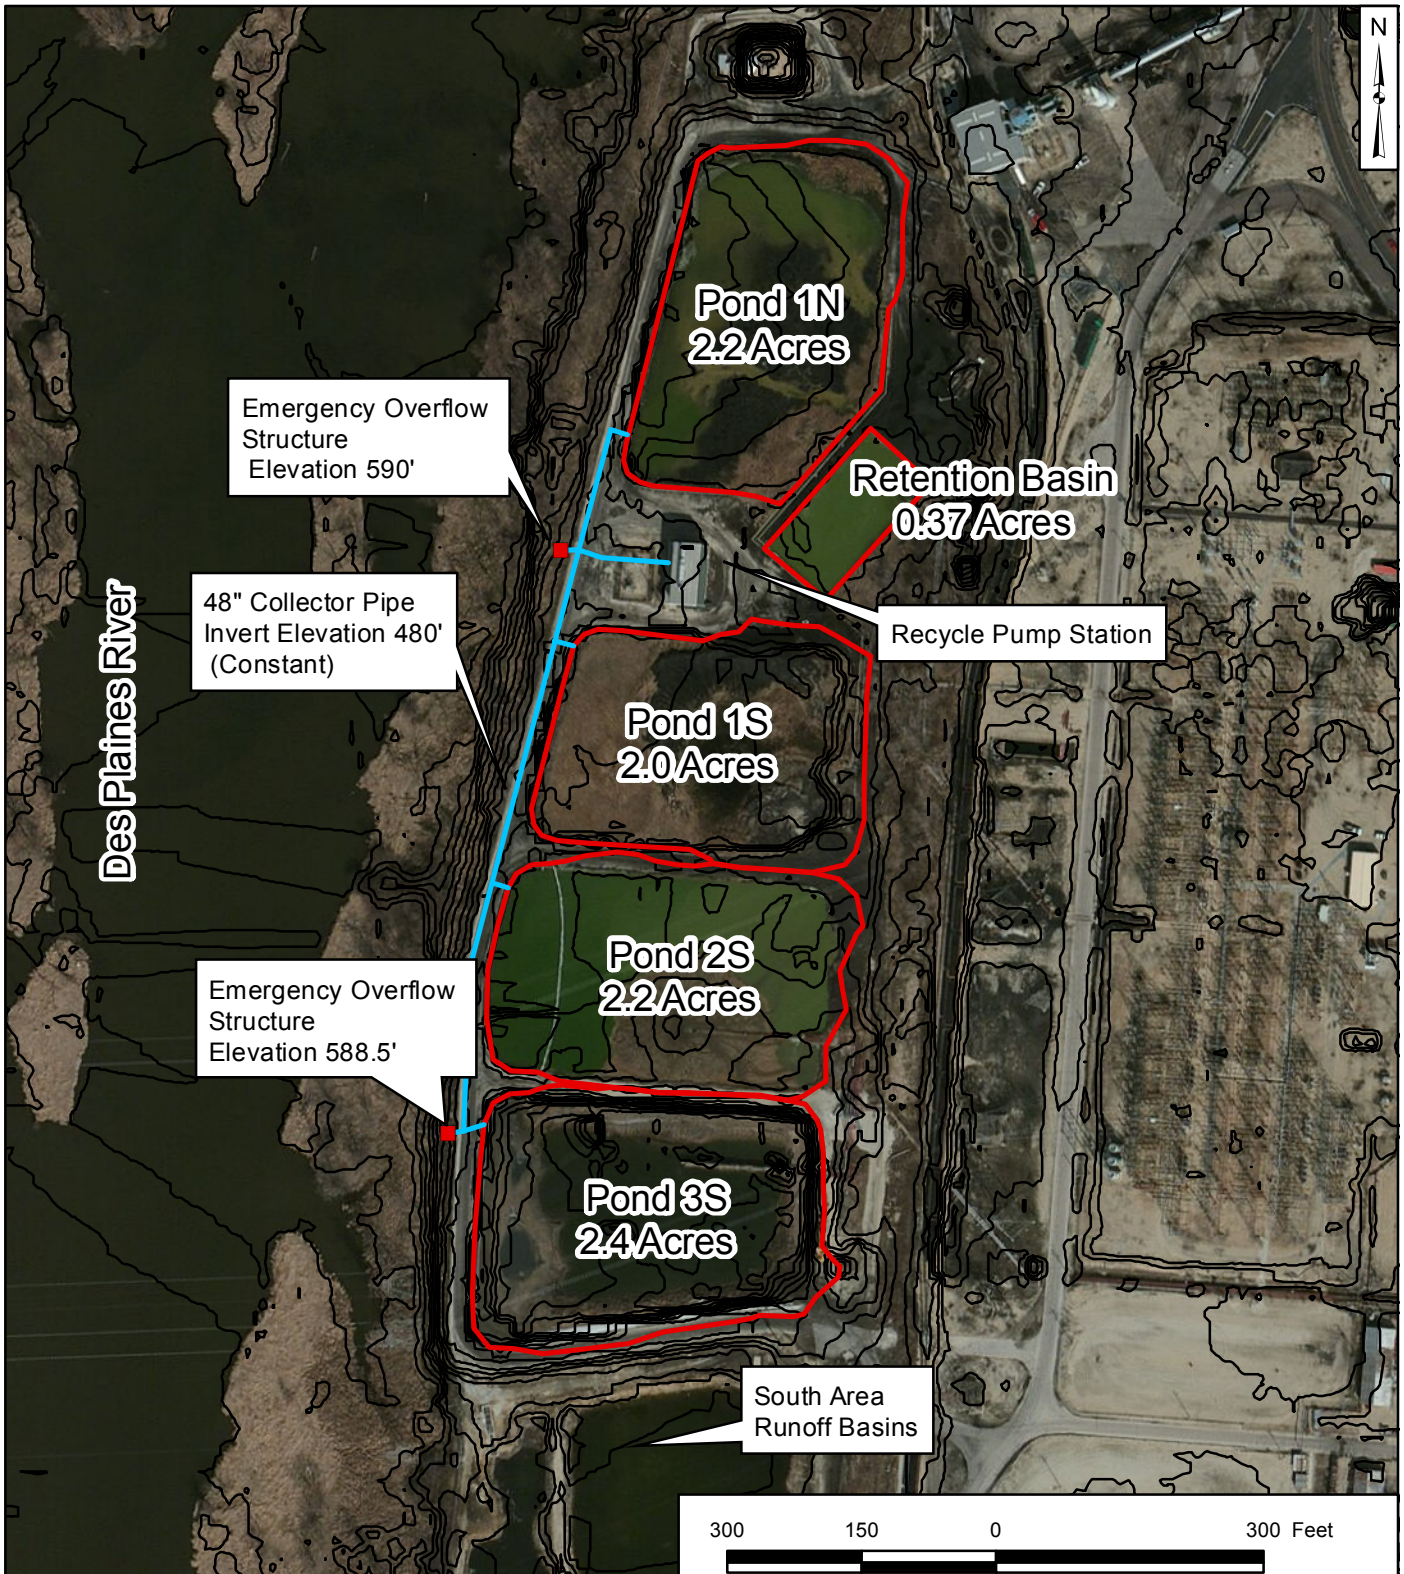 N
Pond 1N
2.2 Acres
Emergency Overflow
Structure
Elevation 590'
Retention Basin
0.37 Acres
48" Collector Pipe
Invert Elevation 480'
(Constant)
Recycle Pump Station
Des Plaines River
Pond 1S
2.0 Acres
Pond 2S
2.2 Acres
Emergency Overflow
Structure
Elevation 588.5'
Pond 3S
2.4 Acres
South Area
Runoff Basins
300 150 0 300 Feet